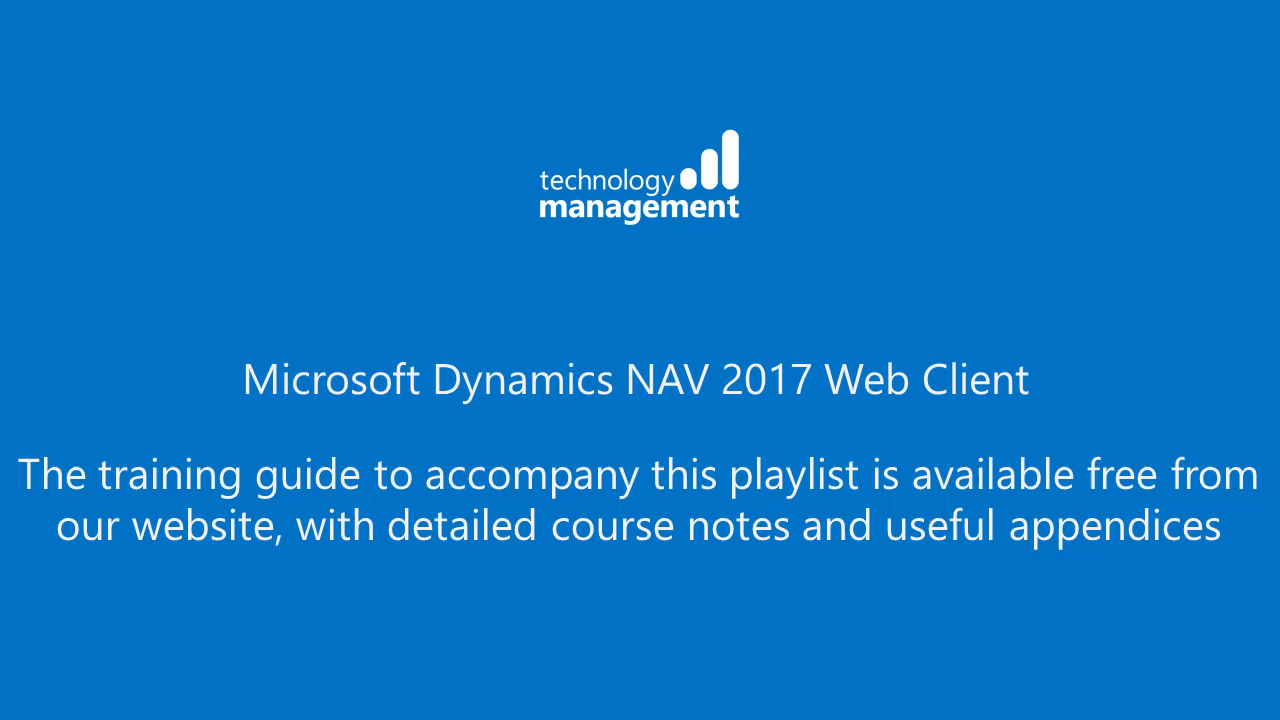 technology
management
Microsoft Dynamics NAV 2017 Web Client
The training guide to accompany this playlist is available free from
our website, with detailed course notes and useful appendices